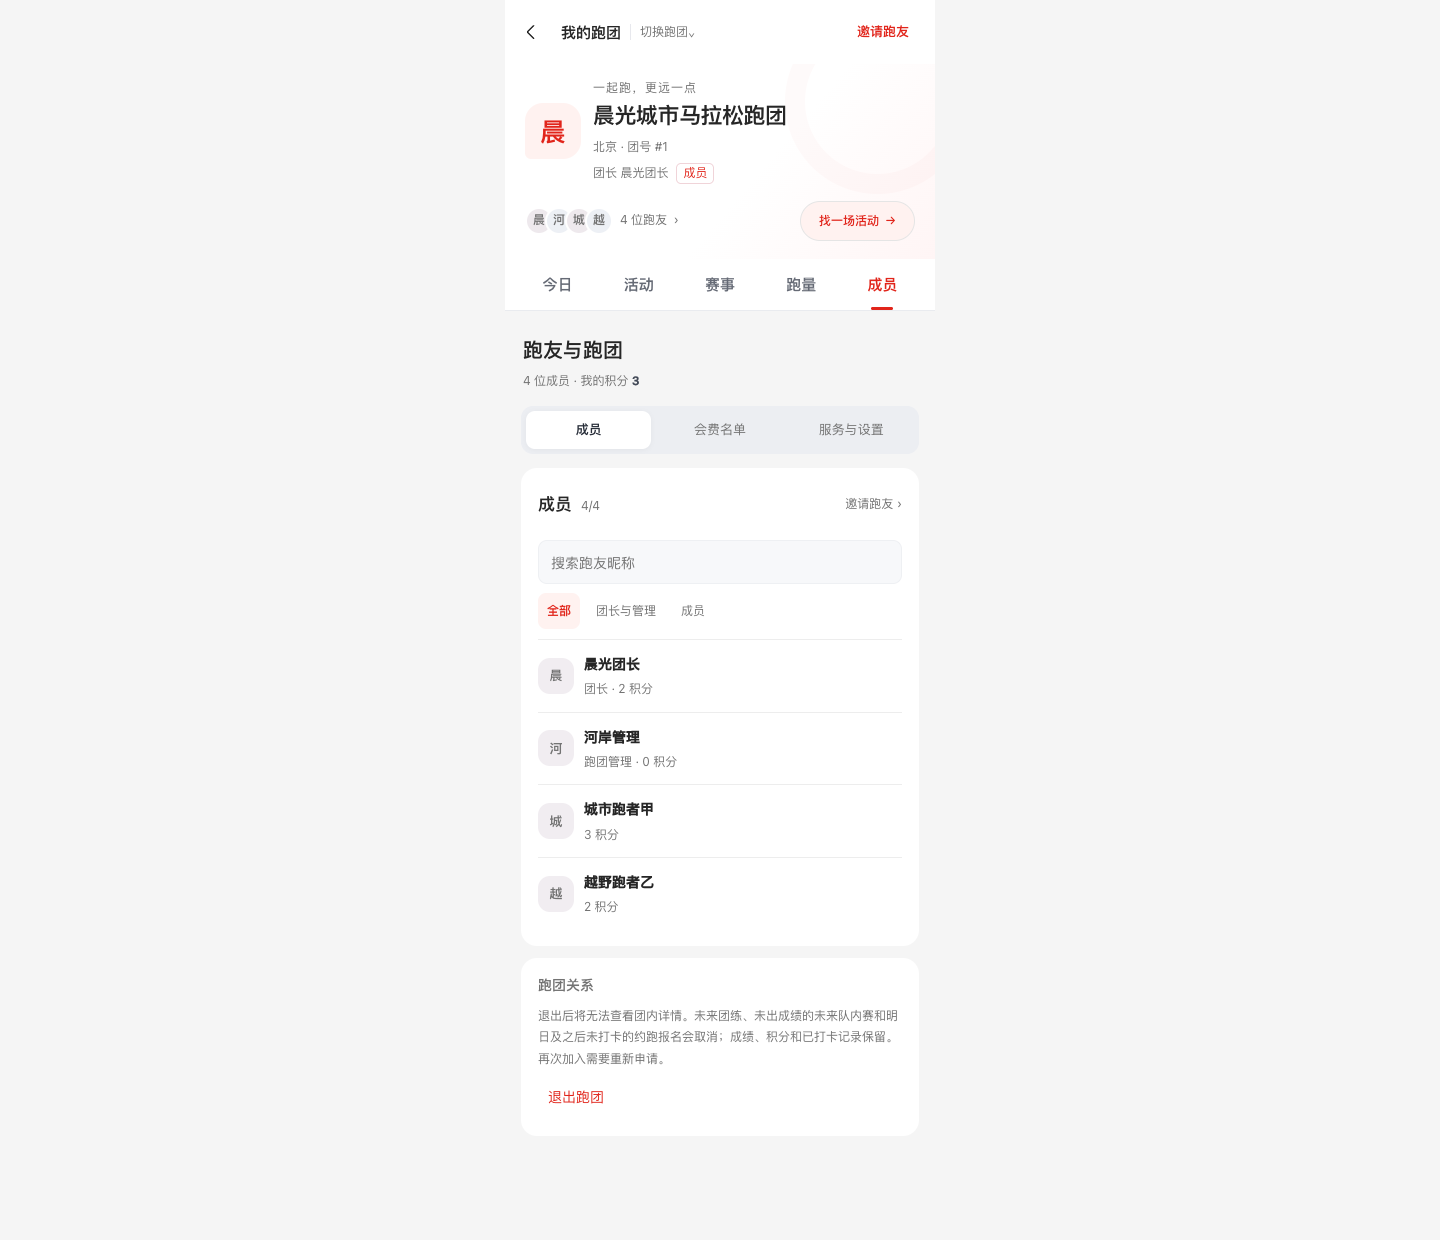 我的跑团 切换跑团 邀请跑友
一起跑，更远一点
晨
晨光城市马拉松跑团
北京 · 团号 #1
团长 晨光团长 成员
晨 河 城 越 4 位跑友 ›
找一场活动 →
今日 活动 赛事 跑量 成员
跑友与跑团
4 位成员 · 我的积分 3
成员 会费名单 服务与设置
成员 4/4 邀请跑友 ›
搜索跑友昵称
全部 团长与管理 成员
晨
晨光团长
团长 · 2 积分
河
河岸管理
跑团管理 · 0 积分
城
城市跑者甲
3 积分
越
越野跑者乙
2 积分
跑团关系
退出后将无法查看团内详情。未来团练、未出成绩的未来队内赛和明
日及之后未打卡的约跑报名会取消；成绩、积分和已打卡记录保留。
再次加入需要重新申请。
退出跑团